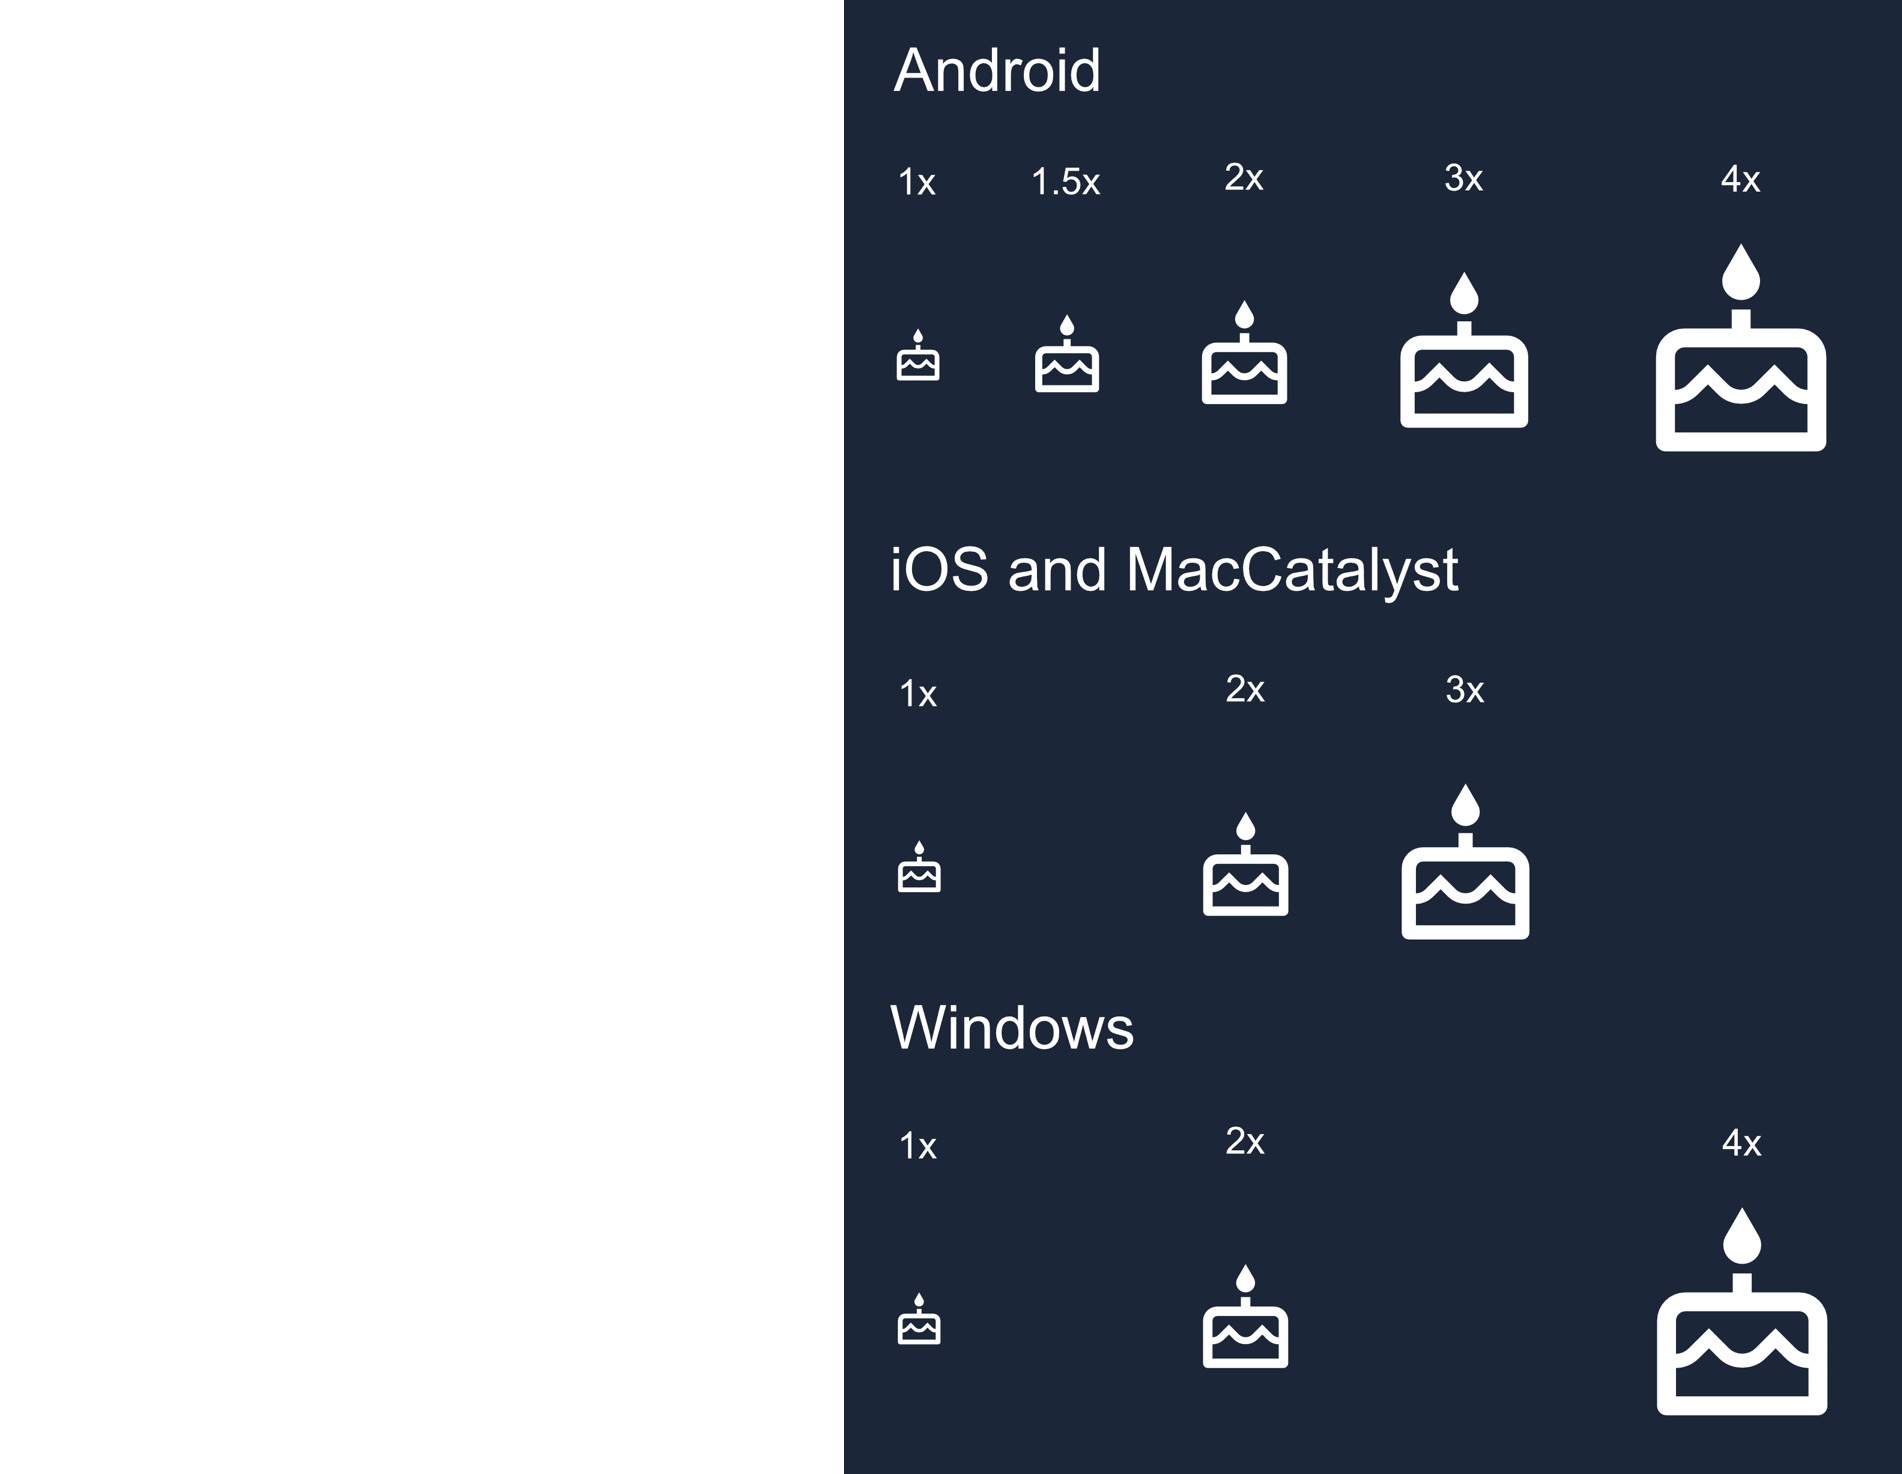 Android
1x 1.5x 2x 3x 4x
iOS and MacCatalyst
1x 2x 3x
Windows
1x 2x 4x